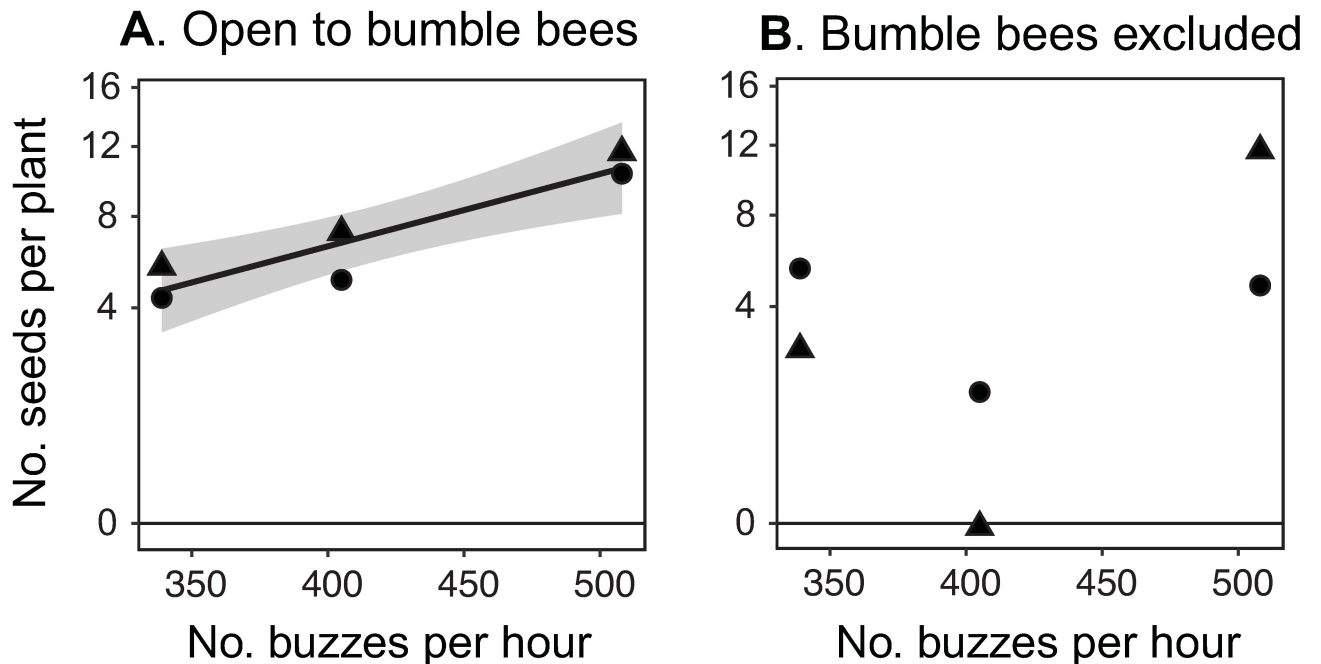 A. Open to bumble bees
No. seeds per plant
16
12
8
4
0
350 400 450 500
No. buzzes per hour
B. Bumble bees excluded
16
12
8
4
0
350 400 450 500
No. buzzes per hour